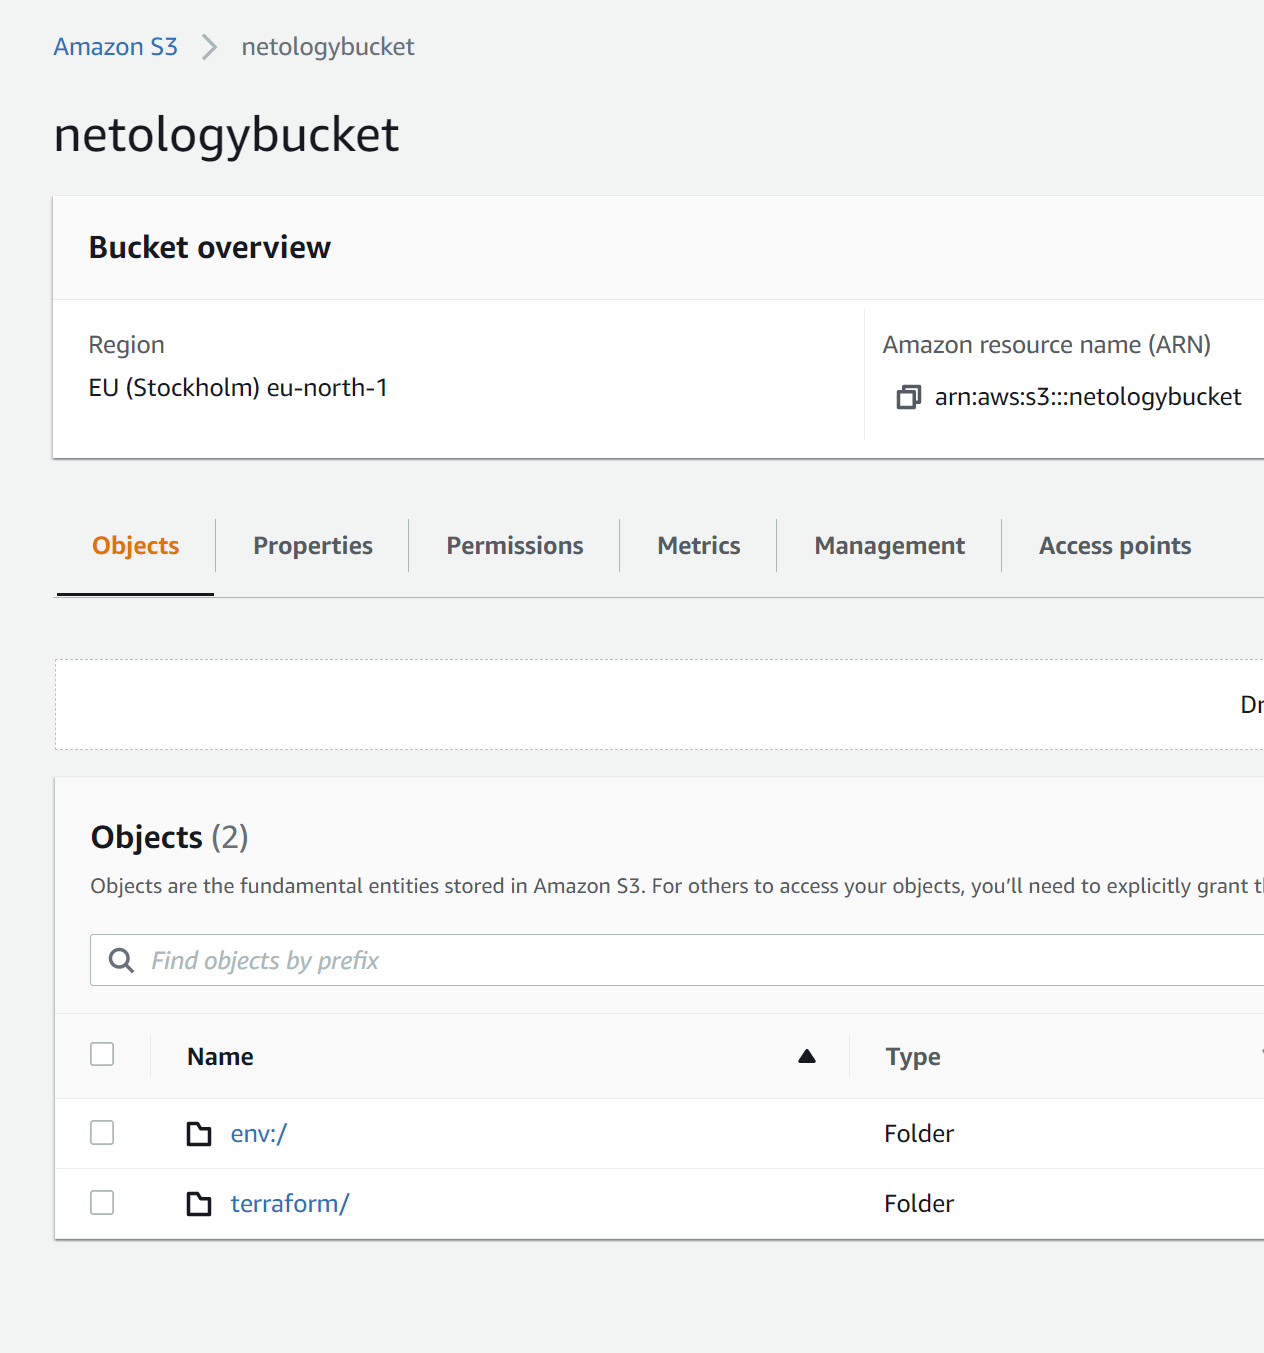 Amazon S3 > netologybucket
netologybucket
Bucket overview
Region
EU (Stockholm) eu-north-1
Amazon resource name (ARN)
arn:aws:s3:::netologybucket
Objects Properties Permissions Metrics Management Access points
Objects (2)
Objects are the fundamental entities stored in Amazon S3. For others to access your objects, you’ll need to explicitly grant
Find objects by prefix
Name Type
env:/ Folder
terraform/ Folder